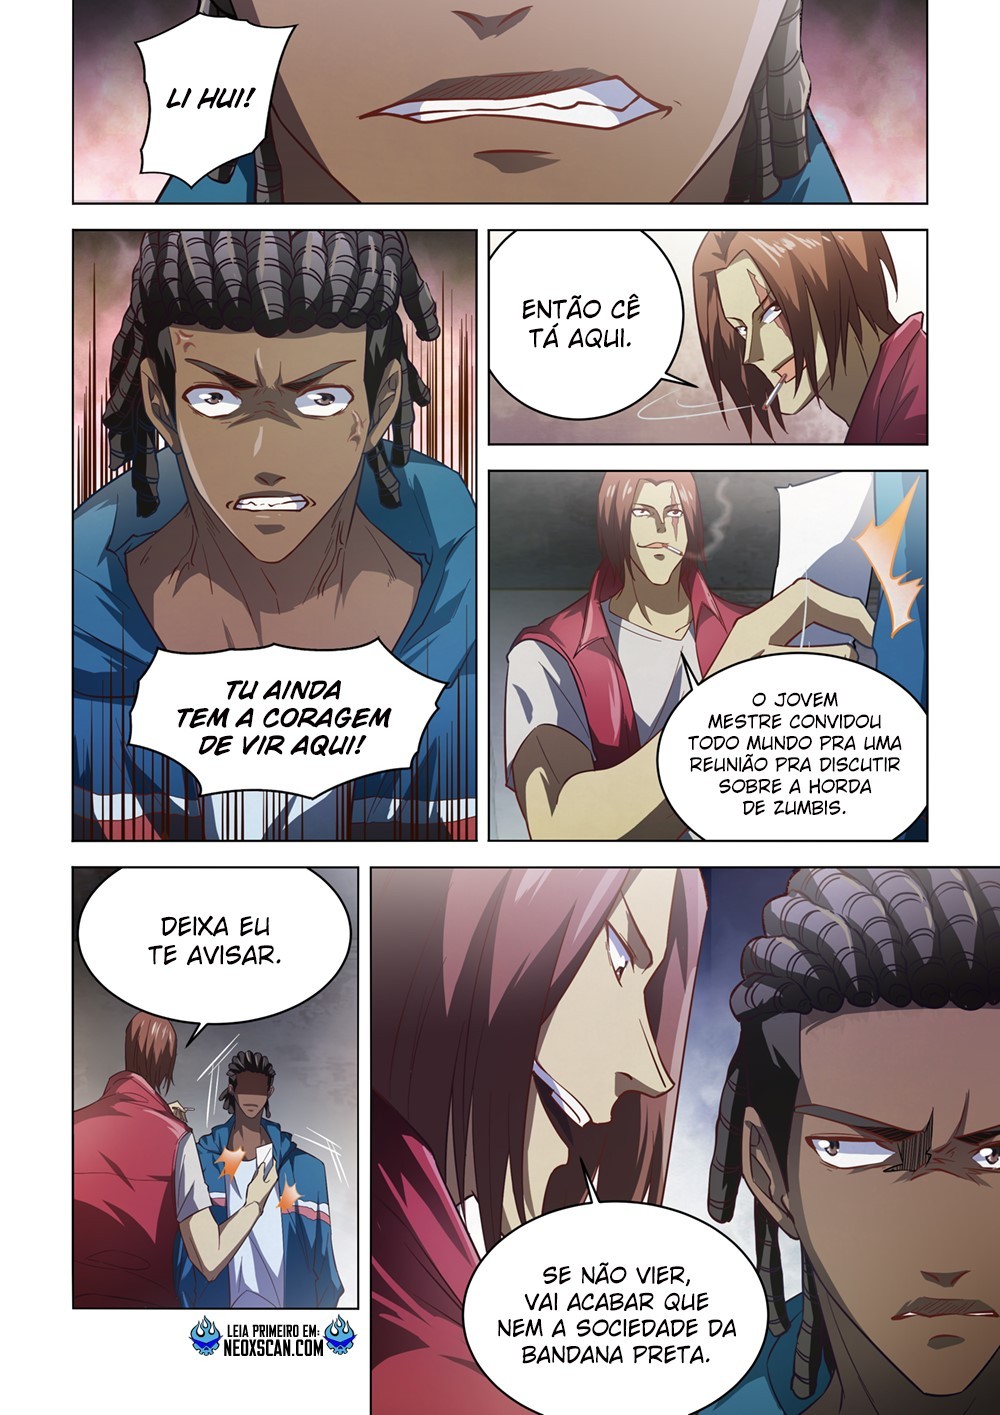 LI HUI!
ENTÃO CÊ
TÁ AQUI.
TU AINDA
TEM A CORAGEM
DE VIR AQUI!
O JOVEM
MESTRE CONVIDOU
TODO MUNDO PRA UMA
REUNIÃO PRA DISCUTIR
SOBRE A HORDA
DE ZUMBIS.
DEIXA EU
TE AVISAR.
SE NÃO VIER,
VAI ACABAR QUE
NEM A SOCIEDADE DA
BANDANA PRETA.
LEIA PRIMEIRO EM:
NEOXSCAN.COM